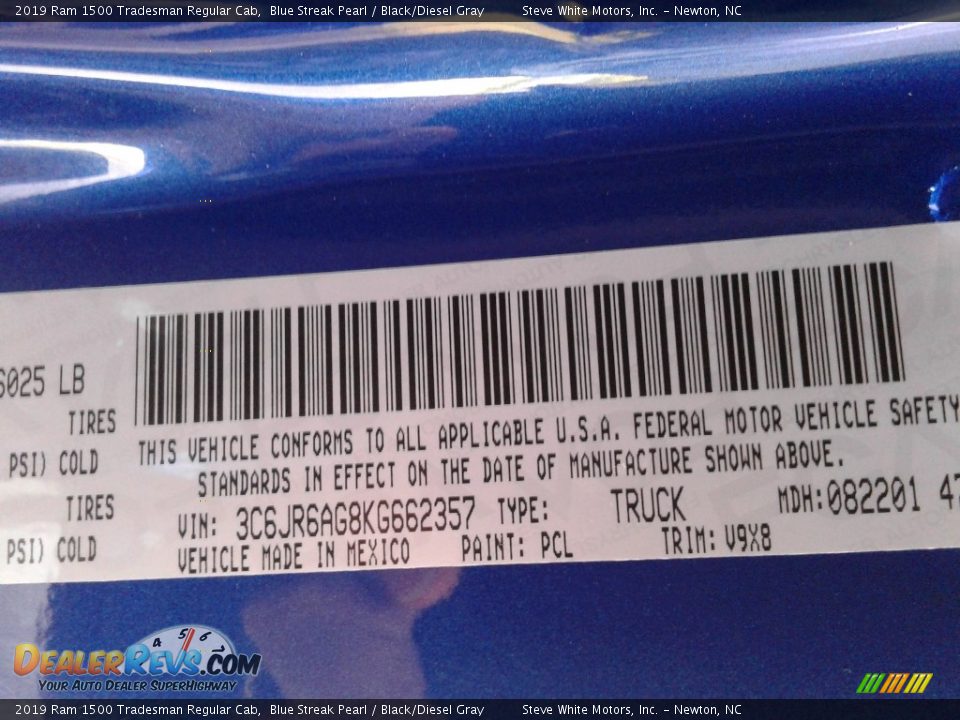 2019 Ram 1500 Tradesman Regular Cab, Blue Streak Pearl / Black/Diesel Gray Steve White Motors, Inc. - Newton, NC
6025 LB
TIRES
PSI) COLD
TIRES
PSI) COLD
THIS VEHICLE CONFORMS TO ALL APPLICABLE U.S.A. FEDERAL MOTOR VEHICLE SAFETY
STANDARDS IN EFFECT ON THE DATE OF MANUFACTURE SHOWN ABOVE.
VIN: 3C6JR6AG8KG662357 TYPE: TRUCK MDH:082201 47
VEHICLE MADE IN MEXICO PAINT: PCL TRIM: V9X8
4 5 6
DEALERREVS.COM
YOUR AUTO DEALER SUPERHIGHWAY
2019 Ram 1500 Tradesman Regular Cab, Blue Streak Pearl / Black/Diesel Gray Steve White Motors, Inc. - Newton, NC